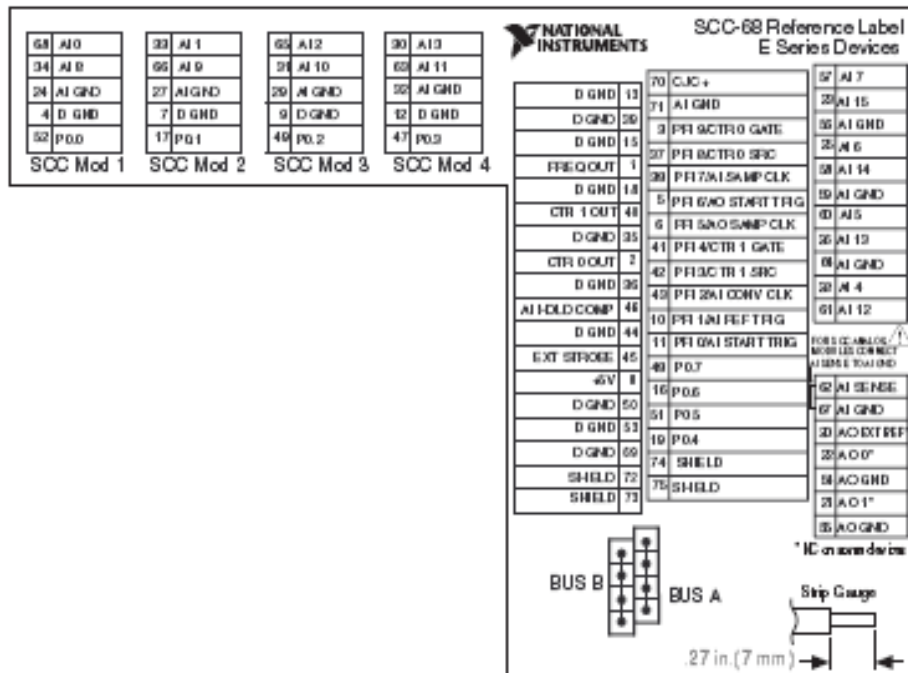 68 AI 0
34 AI 8
24 AI GND
4 D GND
52 P0.0
SCC Mod 1
33 AI 1
66 AI 9
27 AI GND
7 D GND
17 P0.1
SCC Mod 2
65 AI 2
31 AI 10
29 AI GND
9 D GND
49 P0.2
SCC Mod 3
30 AI 3
63 AI 11
32 AI GND
12 D GND
47 P0.3
SCC Mod 4
NATIONAL
INSTRUMENTS
SCC-68 Reference Label
E Series Devices
D GND 13
D GND 39
D GND 15
FREQ OUT 1
D GND 18
CTR 1 OUT 40
D GND 35
CTR 0 OUT 2
D GND 36
AI HOLD COMP 46
D GND 44
EXT STROBE 45
+5V 8
D GND 50
D GND 53
D GND 69
SHIELD 72
SHIELD 73
70 CJC +
71 AI GND
3 PFI 9/CTR 0 GATE
37 PFI 8/CTR 0 SRC
38 PFI 7/AI SAMP CLK
5 PFI 6/AO START TRIG
6 PFI 5/AO SAMP CLK
41 PFI 4/CTR 1 GATE
42 PFI 3/CTR 1 SRC
43 PFI 2/AI CONV CLK
10 PFI 1/AI REF TRIG
11 PFI 0/AI START TRIG
48 P0.7
16 P0.6
51 P0.5
19 P0.4
74 SHIELD
75 SHIELD
57 AI 7
23 AI 15
56 AI GND
25 AI 6
58 AI 14
59 AI GND
60 AI 5
26 AI 13
AI GND
28 AI 4
61 AI 12
FOR SCC ANALOG
MODULES CONNECT
AI SENSE TO AI GND
62 AI SENSE
67 AI GND
20 AO EXT REF*
22 AO 0*
54 AO GND
21 AO 1*
55 AO GND
* NC on some devices
BUS B
BUS A
Strip Gauge
.27 in.(7 mm)